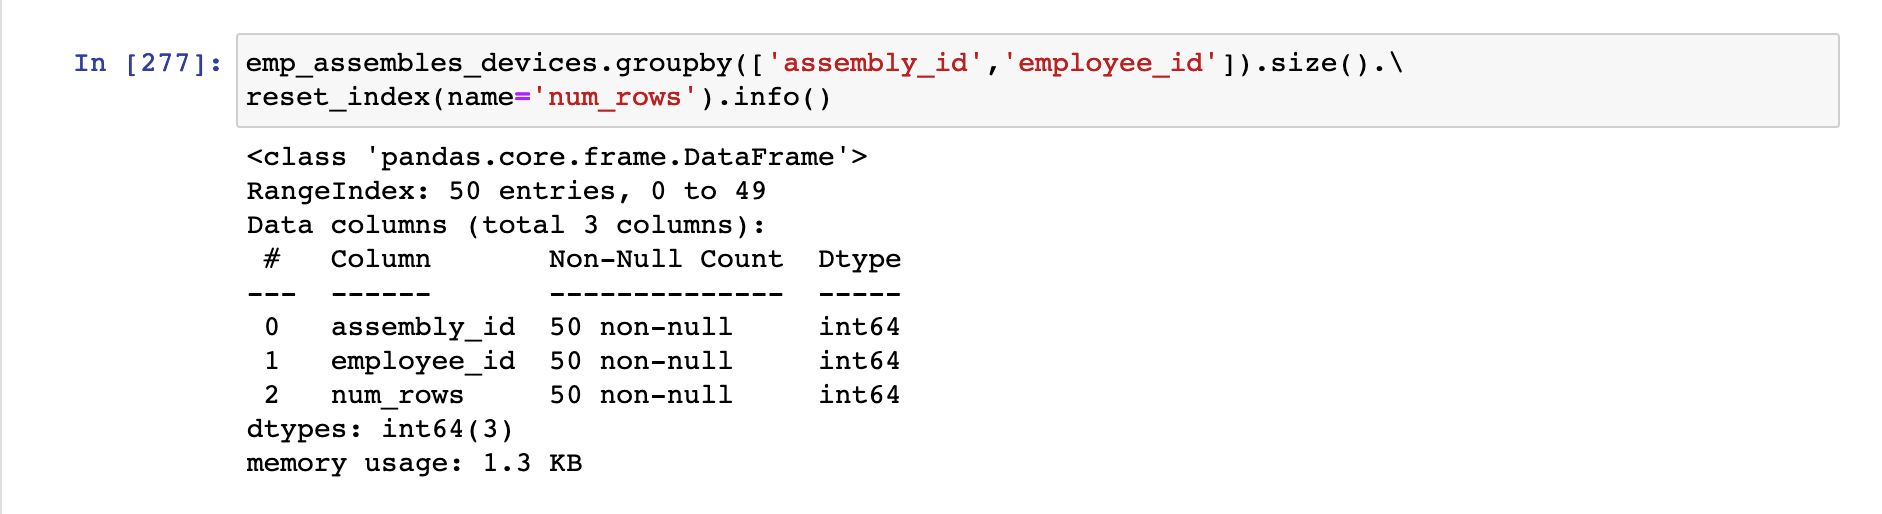 In [277]: emp_assembles_devices.groupby(['assembly_id','employee_id']).size().\
reset_index(name='num_rows').info()
<class 'pandas.core.frame.DataFrame'>
RangeIndex: 50 entries, 0 to 49
Data columns (total 3 columns):
 #   Column       Non-Null Count  Dtype
---  ------       --------------  -----
 0   assembly_id  50 non-null     int64
 1   employee_id  50 non-null     int64
 2   num_rows     50 non-null     int64
dtypes: int64(3)
memory usage: 1.3 KB